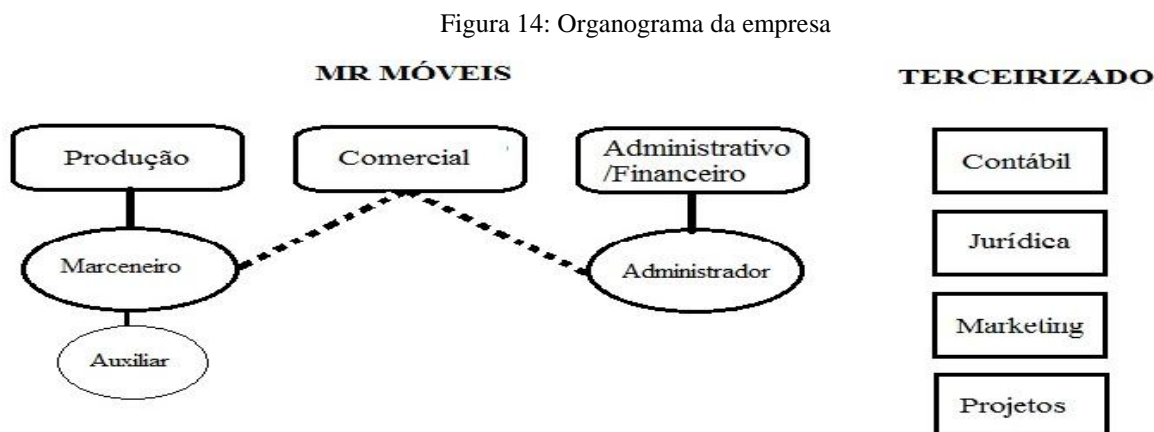 Figura 14: Organograma da empresa
MR MÓVEIS
TERCEIRIZADO
Produção
Comercial
Administrativo
/Financeiro
Marceneiro
Administrador
Auxiliar
Contábil
Jurídica
Marketing
Projetos